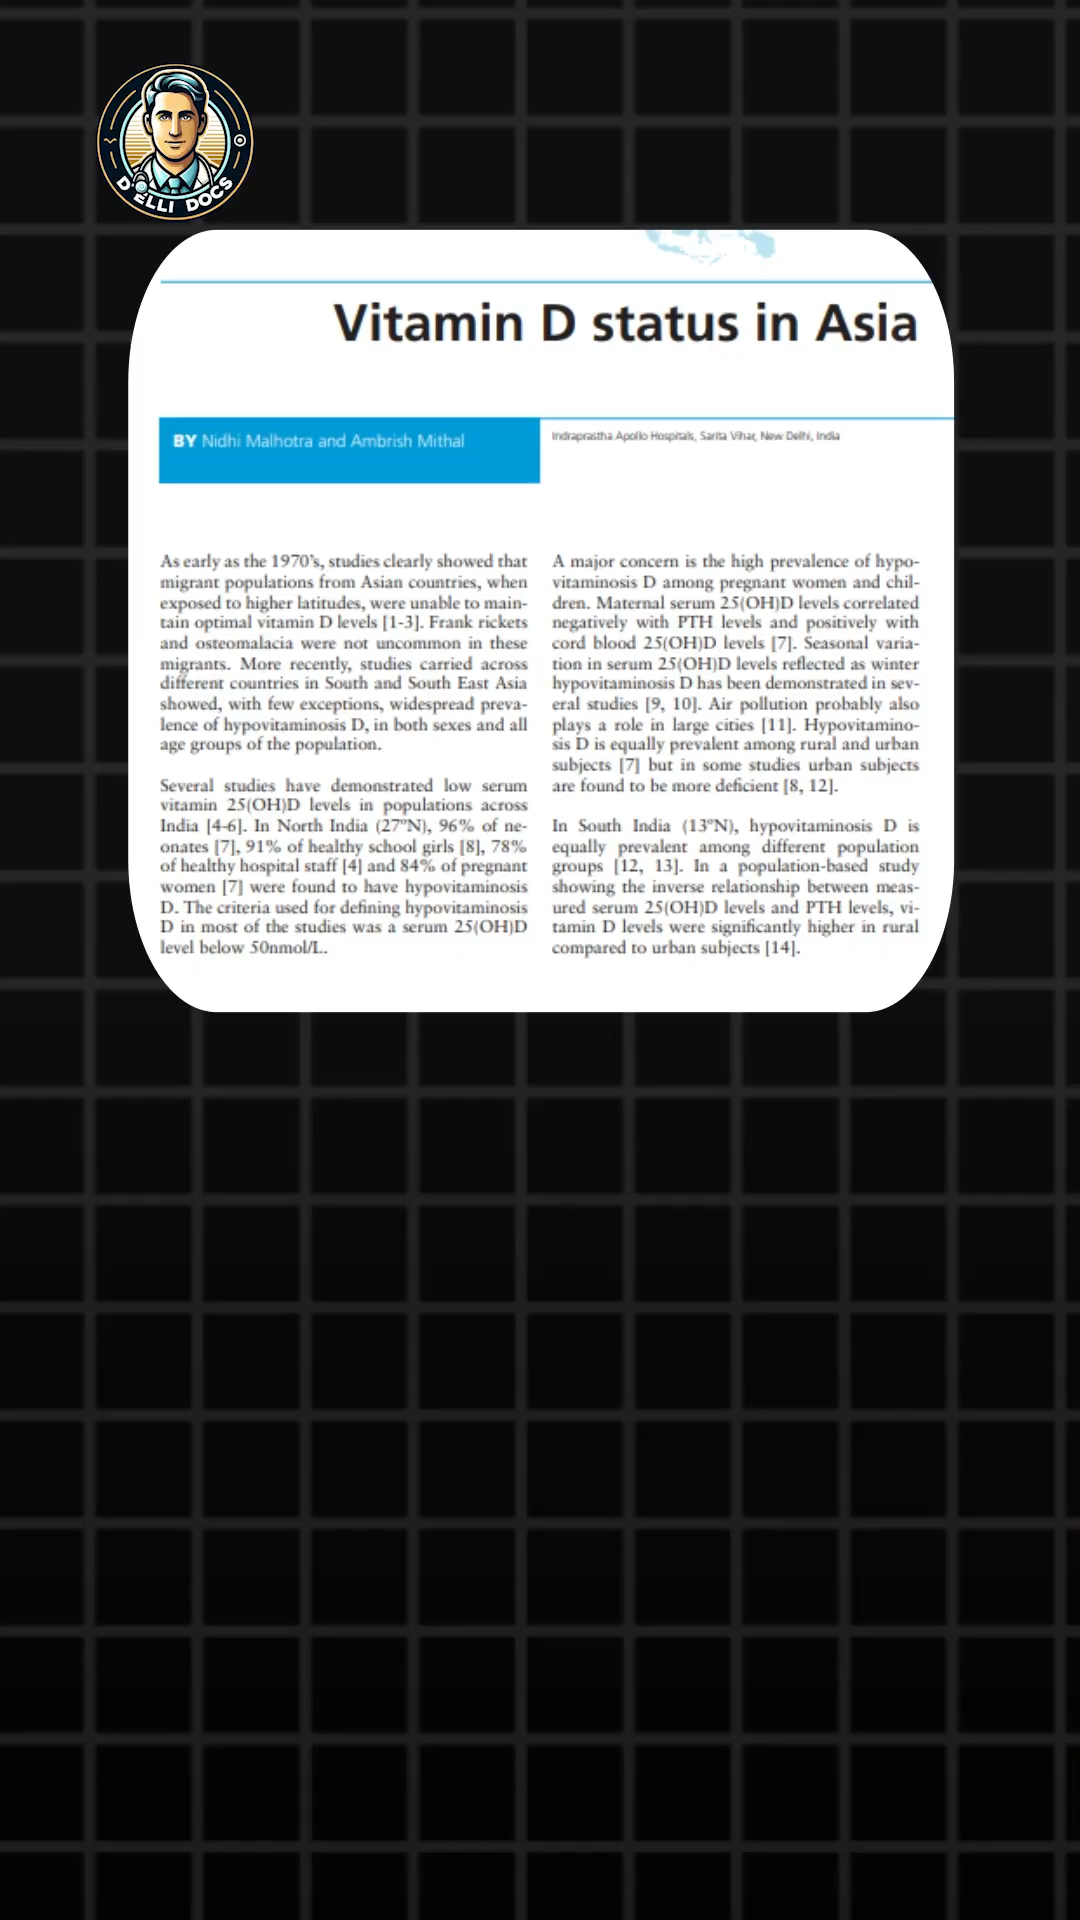 D'ELLI DOCS
Vitamin D status in Asia
BY Nidhi Malhotra and Ambrish Mithal
Indraprastha Apollo Hospitals, Sarita Vihar, New Delhi, India
As early as the 1970's, studies clearly showed that
migrant populations from Asian countries, when
exposed to higher latitudes, were unable to main-
tain optimal vitamin D levels [1-3]. Frank rickets
and osteomalacia were not uncommon in these
migrants. More recently, studies carried across
different countries in South and South East Asia
showed, with few exceptions, widespread preva-
lence of hypovitaminosis D, in both sexes and all
age groups of the population.
Several studies have demonstrated low serum
vitamin 25(OH)D levels in populations across
India [4-6]. In North India (27°N), 96% of ne-
onates [7], 91% of healthy school girls [8], 78%
of healthy hospital staff [4] and 84% of pregnant
women [7] were found to have hypovitaminosis
D. The criteria used for defining hypovitaminosis
D in most of the studies was a serum 25(OH)D
level below 50nmol/L.
A major concern is the high prevalence of hypo-
vitaminosis D among pregnant women and chil-
dren. Maternal serum 25(OH)D levels correlated
negatively with PTH levels and positively with
cord blood 25(OH)D levels [7]. Seasonal varia-
tion in serum 25(OH)D levels reflected as winter
hypovitaminosis D has been demonstrated in sev-
eral studies [9, 10]. Air pollution probably also
plays a role in large cities [11]. Hypovitamino-
sis D is equally prevalent among rural and urban
subjects [7] but in some studies urban subjects
are found to be more deficient [8, 12].
In South India (13°N), hypovitaminosis D is
equally prevalent among different population
groups [12, 13]. In a population-based study
showing the inverse relationship between meas-
ured serum 25(OH)D levels and PTH levels, vi-
tamin D levels were significantly higher in rural
compared to urban subjects [14].